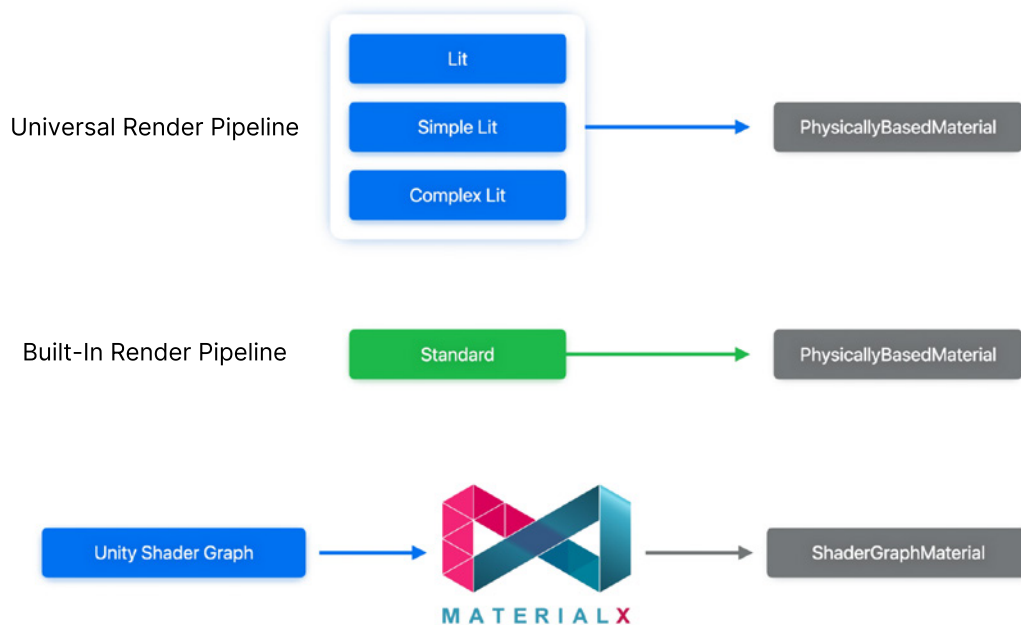 Lit
Universal Render Pipeline
Simple Lit
PhysicallyBasedMaterial
Complex Lit
Built-In Render Pipeline
Standard
PhysicallyBasedMaterial
Unity Shader Graph
ShaderGraphMaterial
MATERIALX